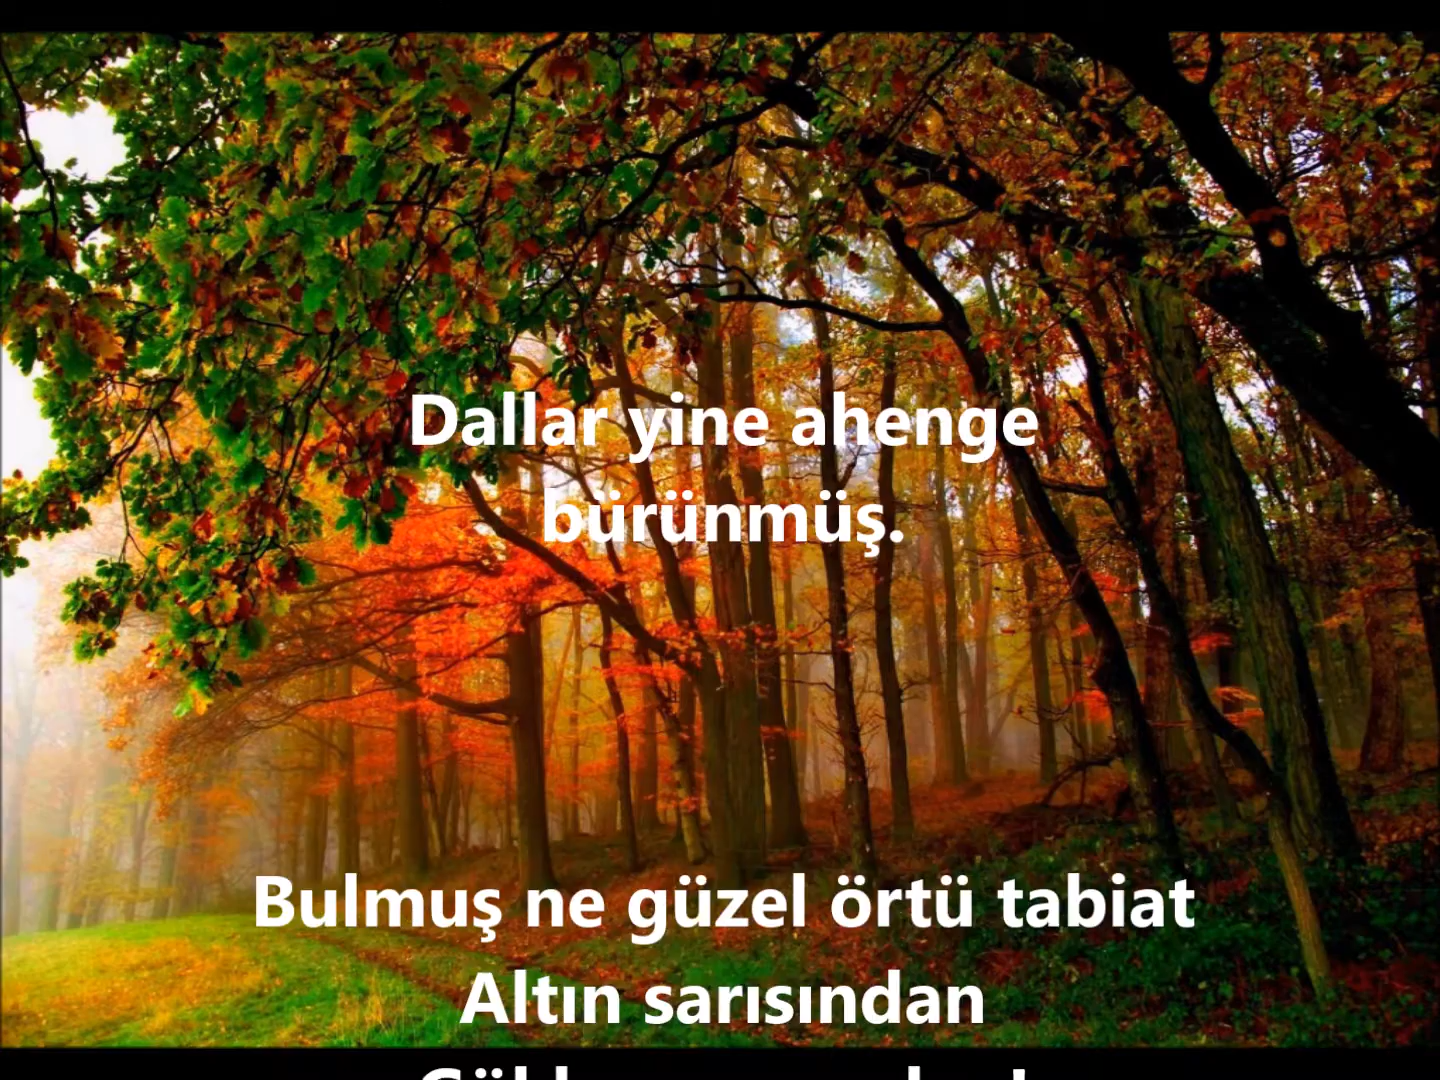 Dallar yine ahenge
bürünmüş.
Bulmuş ne güzel örtü tabiat
Altın sarısından